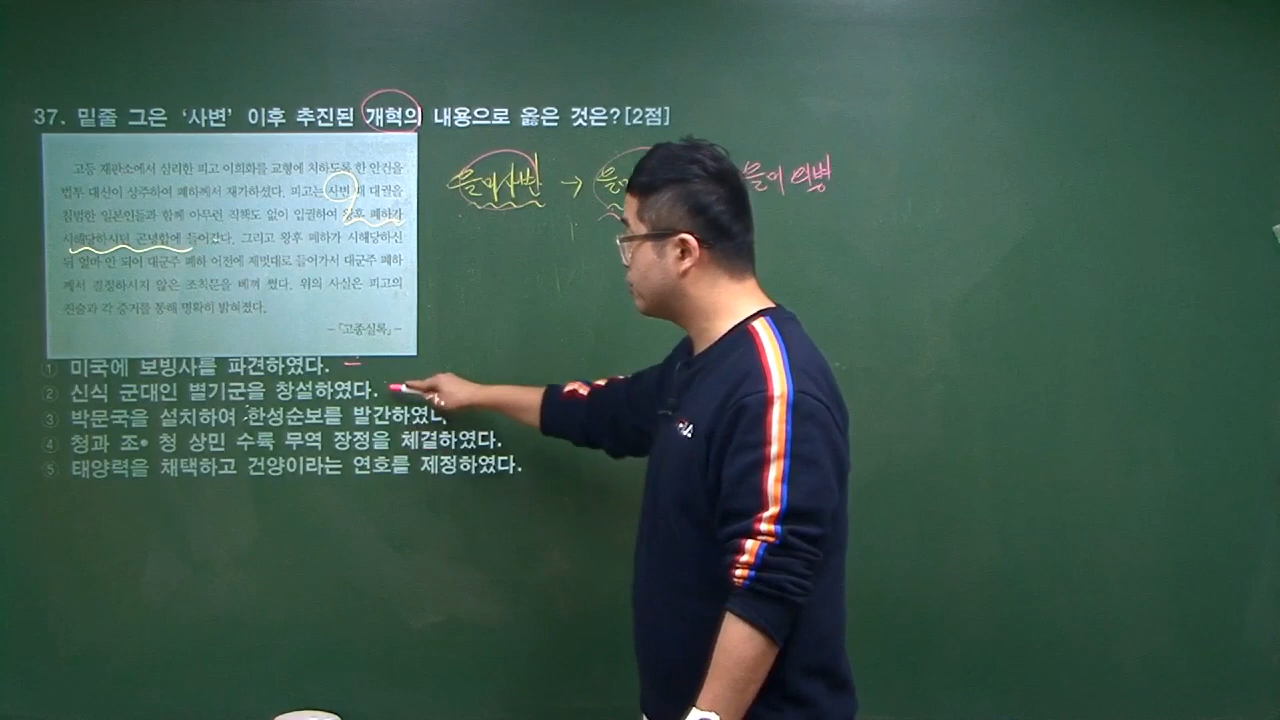 37. 밑줄 그은 '사변' 이후 추진된 개혁의 내용으로 옳은 것은?[2점]
고등 재판소에서 심리한 피고 이희화를 교형에 처하도록 한 안건을
법부 대신이 상주하여 폐하께서 재가하셨다. 피고는 사변 때 대궐을
침범한 일본인들과 함께 아무런 직책도 없이 입궐하여 왕후 폐하가
시해당하시던 곤녕합에 들어갔다. 그리고 왕후 폐하가 시해당하신
뒤 얼마 안 되어 대군주 폐하 어전에 제멋대로 들어가서 대군주 폐하
께서 결정하시지 않은 조칙문을 베껴 썼다. 위의 사실은 피고의
진술과 각 증거를 통해 명확히 밝혀졌다.
-『고종실록』-
을미사변 → 을미 을미의병
① 미국에 보빙사를 파견하였다.
② 신식 군대인 별기군을 창설하였다.
③ 박문국을 설치하여 한성순보를 발간하였다
④ 청과 조·청 상민 수륙 무역 장정을 체결하였다.
⑤ 태양력을 채택하고 건양이라는 연호를 제정하였다.